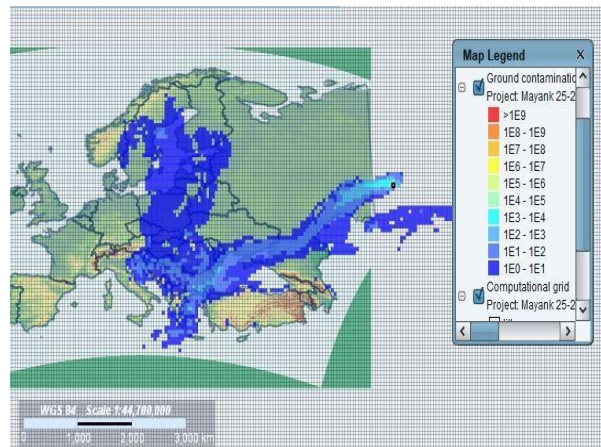 Map Legend X
Ground contaminatic
Project Mayank 25-2
>1E9
1E8 - 1E9
1E7 - 1E8
1E6 - 1E7
1E5 - 1E6
1E4 - 1E5
1E3 - 1E4
1E2 - 1E3
1E1 - 1E2
1E0 - 1E1
Computational grid
Project Mayank 25-2
WGS 84 Scale 1:44,700,000
0 1,000 2,000 3,000 km